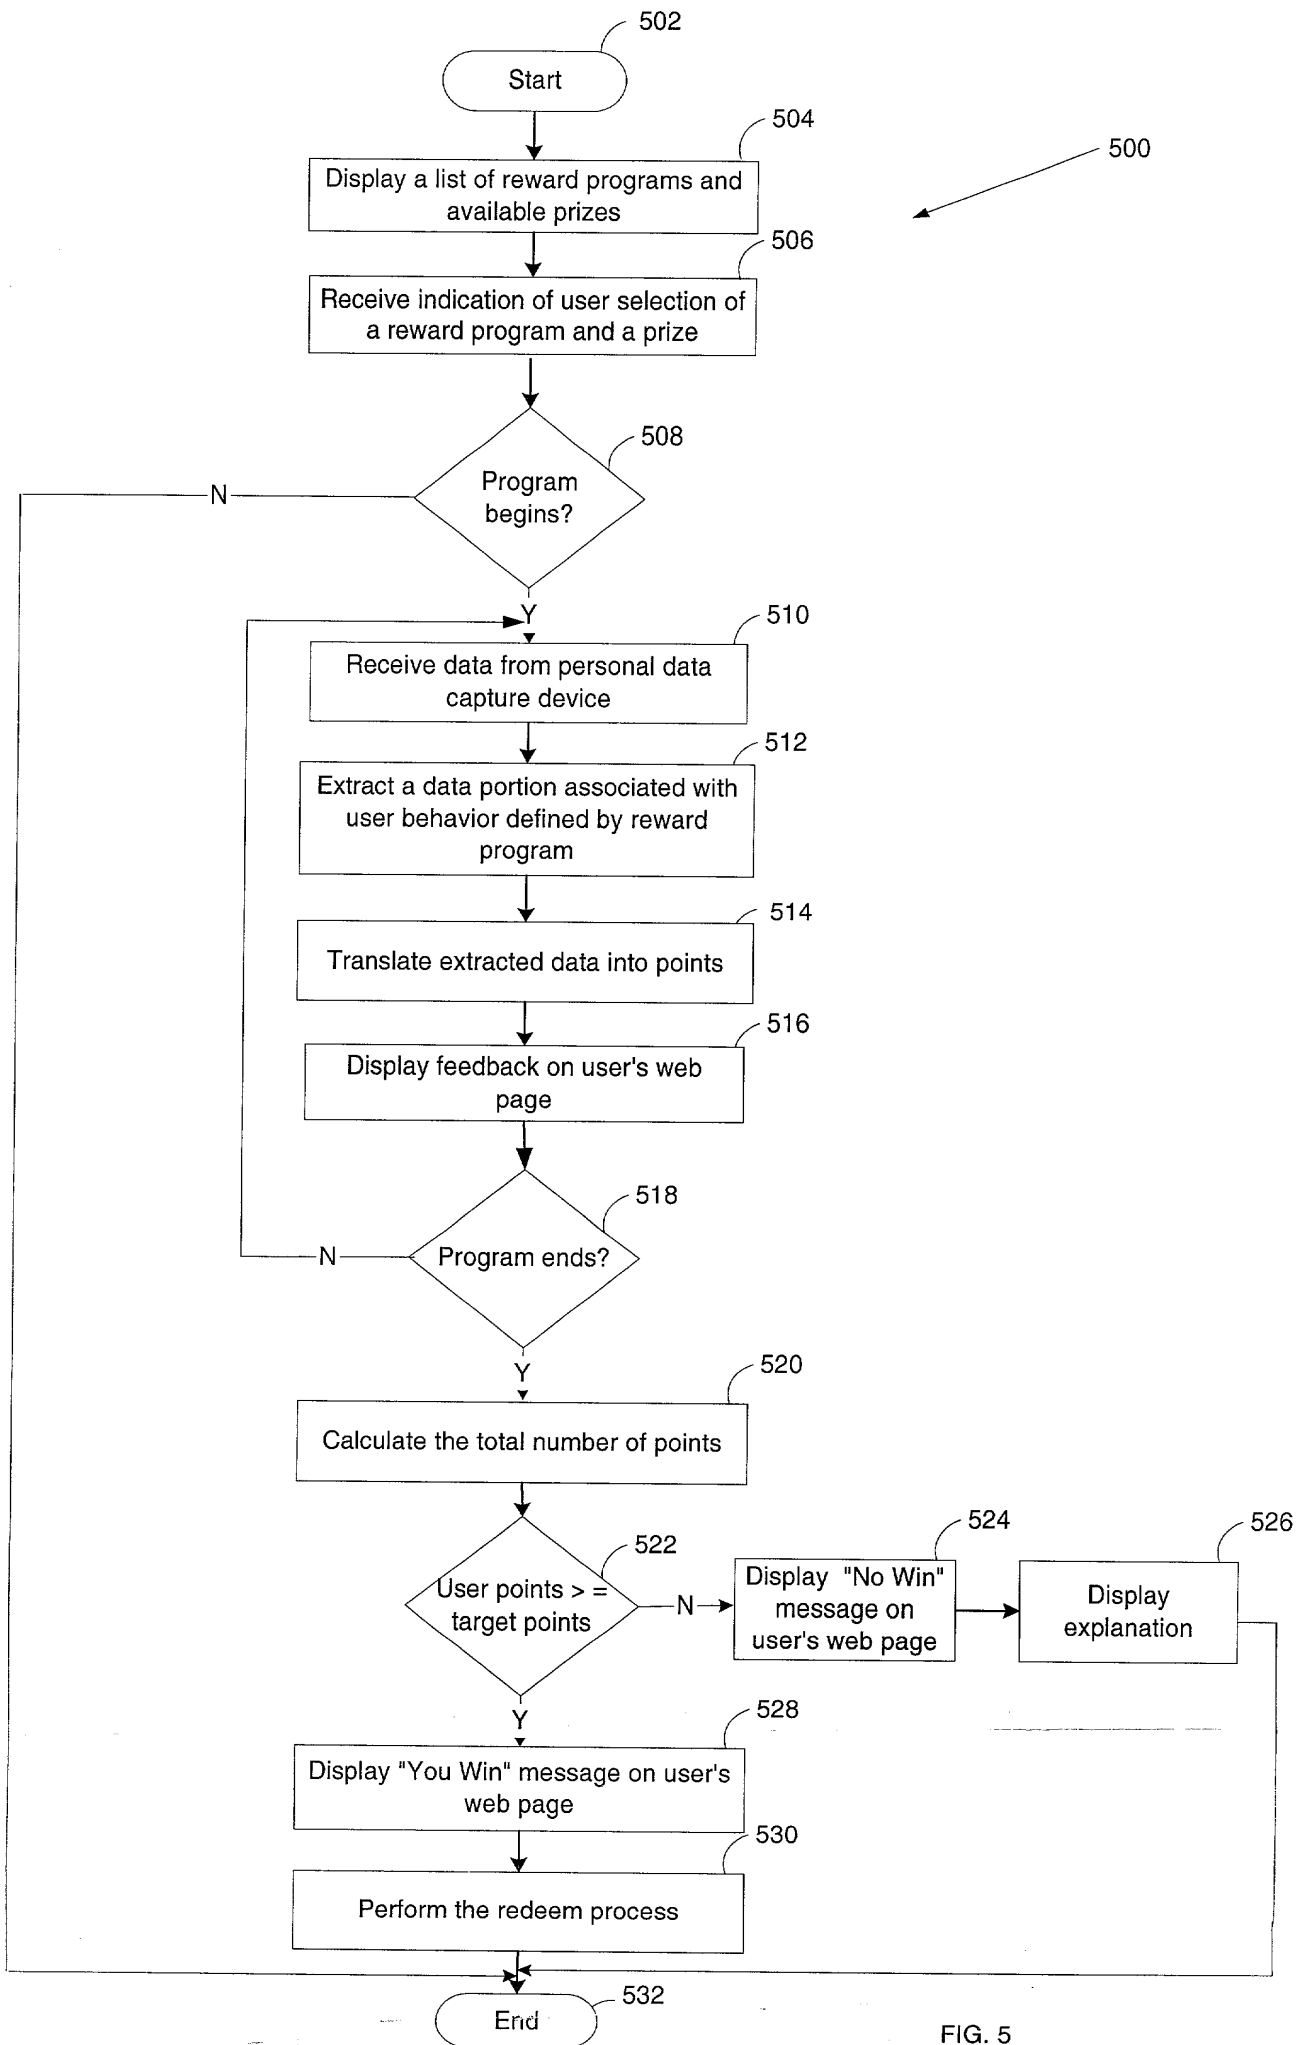 502
Start
504
500
Display a list of reward programs and
available prizes
506
Receive indication of user selection of
a reward program and a prize
508
Program
begins?
N
Y
510
Receive data from personal data
capture device
512
Extract a data portion associated with
user behavior defined by reward
program
514
Translate extracted data into points
516
Display feedback on user's web
page
518
Program ends?
N
Y
520
Calculate the total number of points
522
User points > =
target points
N
524
Display "No Win"
message on
user's web page
526
Display
explanation
Y
528
Display "You Win" message on user's
web page
530
Perform the redeem process
532
End
FIG. 5